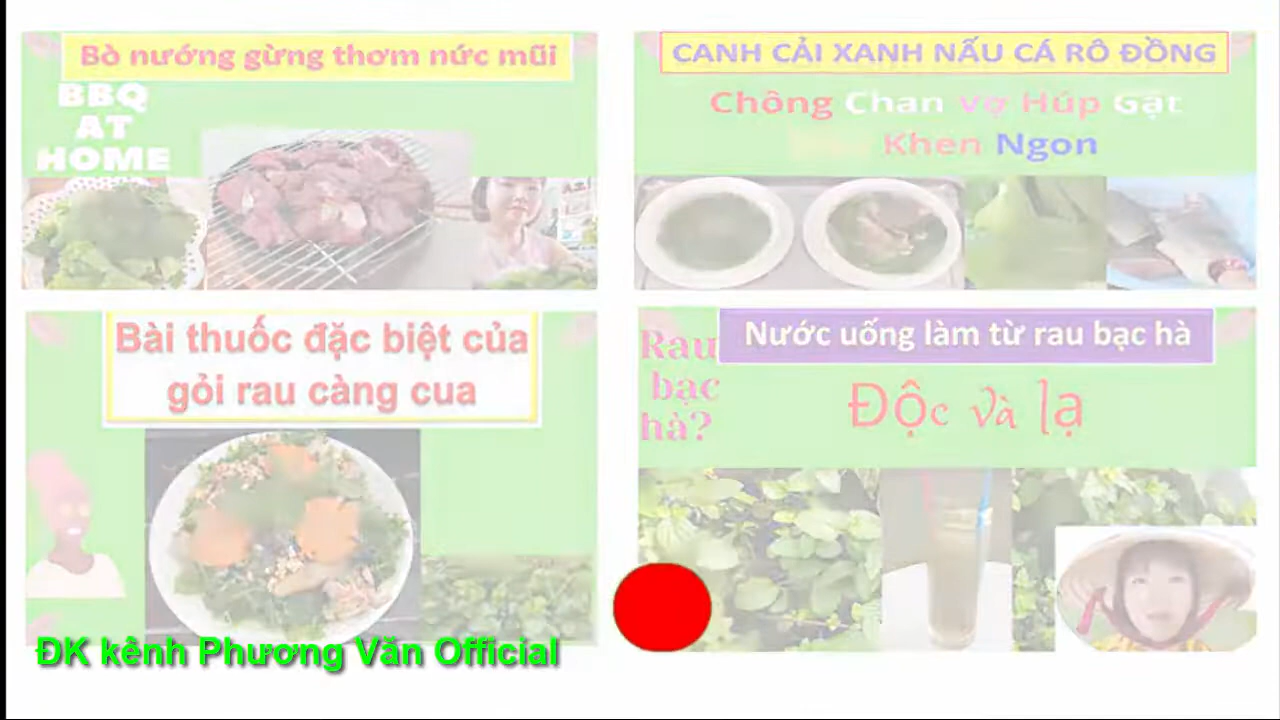 Bò nướng gừng thơm nức mũi
BBQ
AT
HOME
CANH CẢI XANH NẤU CÁ RÔ ĐỒNG
Chồng Chan vợ Húp Gật
Khen Ngon
Bài thuốc đặc biệt của
gỏi rau càng cua
Nước uống làm từ rau bạc hà
Rau
bạc
hà?
Độc và lạ
ĐK kênh Phương Văn Official